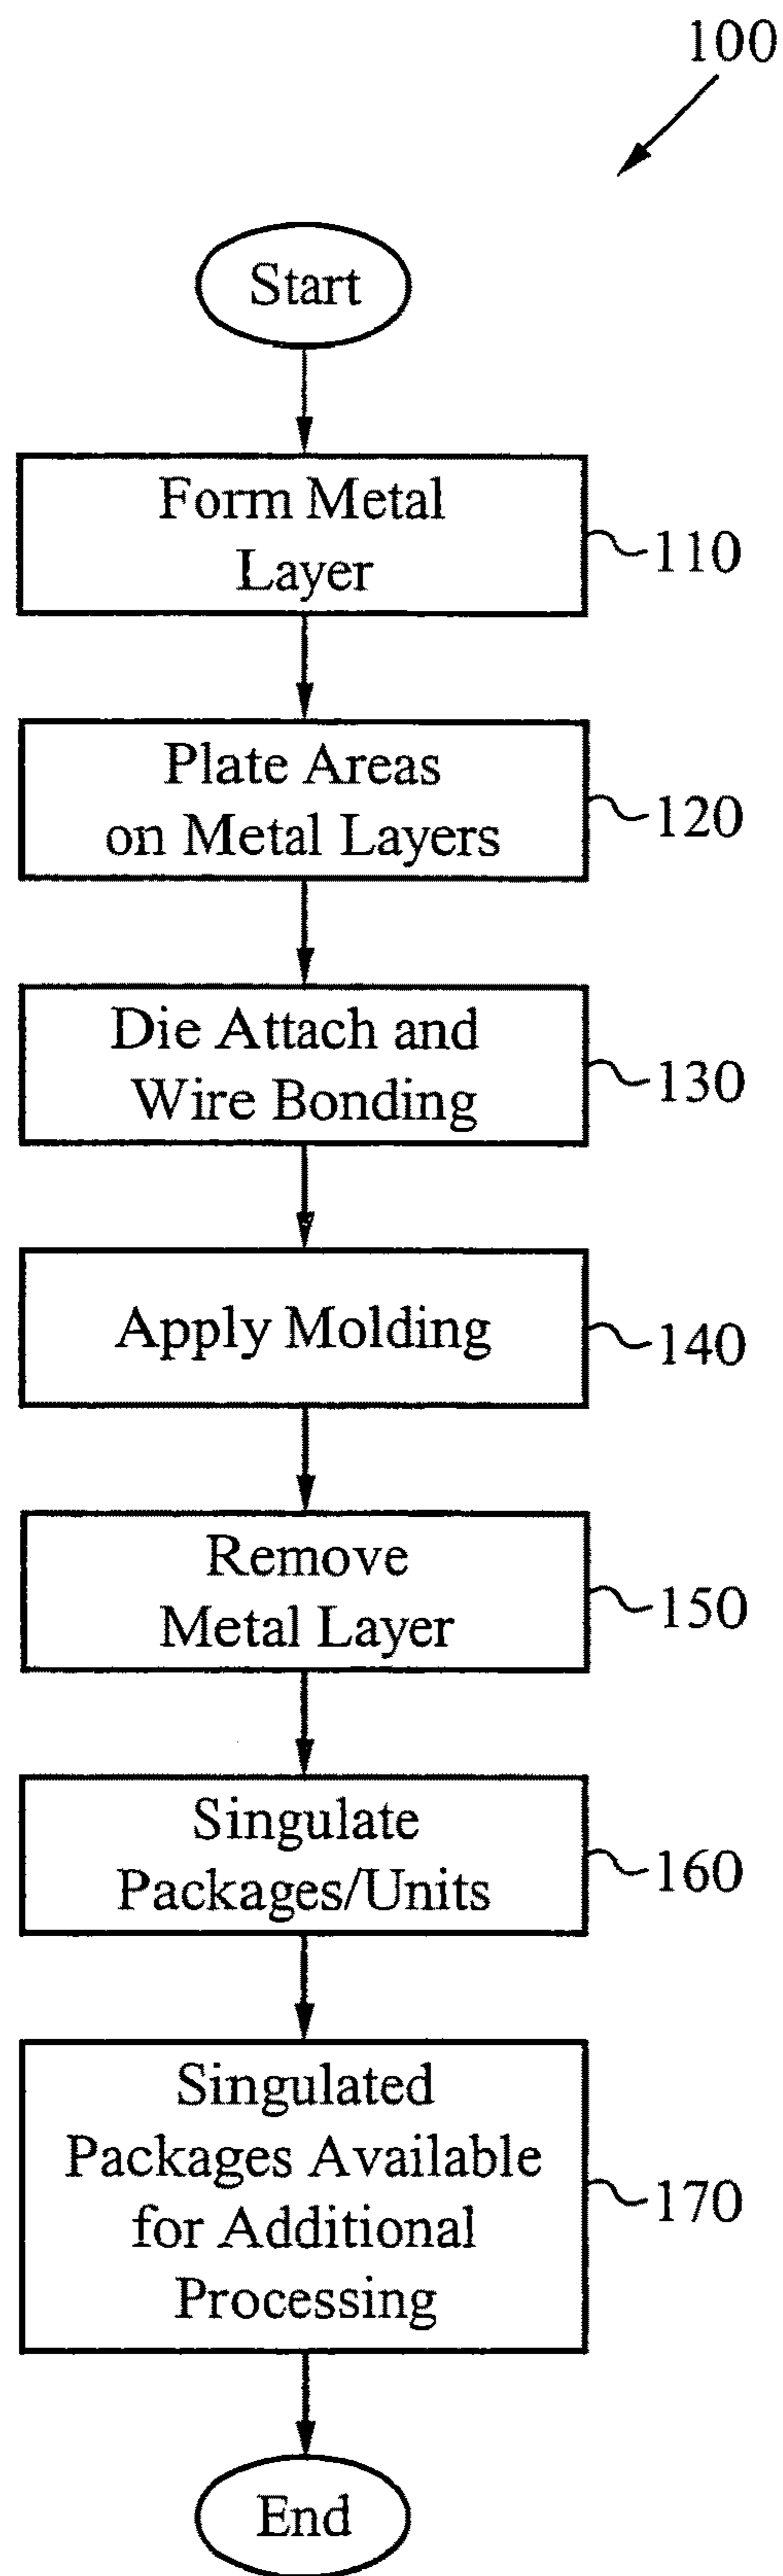 100
Start
Form Metal
Layer
110
Plate Areas
on Metal Layers
120
Die Attach and
Wire Bonding
130
Apply Molding
140
Remove
Metal Layer
150
Singulate
Packages/Units
160
Singulated
Packages Available
for Additional
Processing
170
End